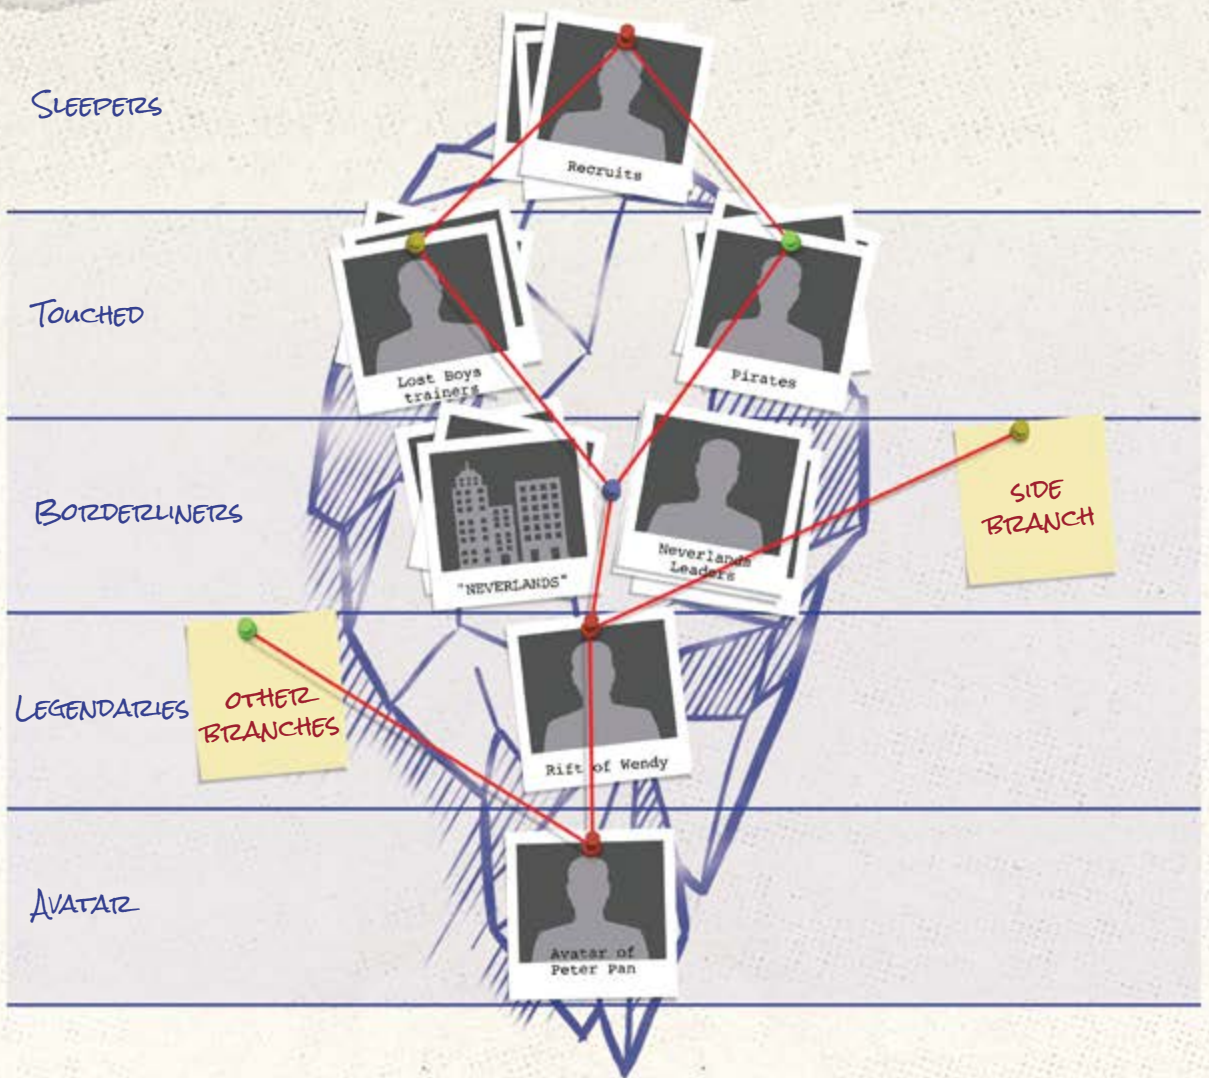 SLEEPERS
Recruits
TOUCHED
Lost Boys
trainers
Pirates
BORDERLINERS
"NEVERLANDS"
Neverlands
Leaders
SIDE
BRANCH
LEGENDARIES
OTHER
BRANCHES
Rift of Wendy
AVATAR
Avatar of
Peter Pan